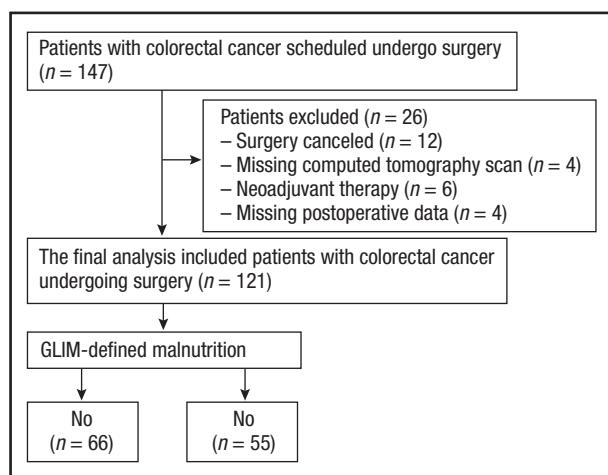 Patients with colorectal cancer scheduled undergo surgery
(n = 147)
Patients excluded (n = 26)
– Surgery canceled (n = 12)
– Missing computed tomography scan (n = 4)
– Neoadjuvant therapy (n = 6)
– Missing postoperative data (n = 4)
The final analysis included patients with colorectal cancer
undergoing surgery (n = 121)
GLIM-defined malnutrition
No
(n = 66)
No
(n = 55)